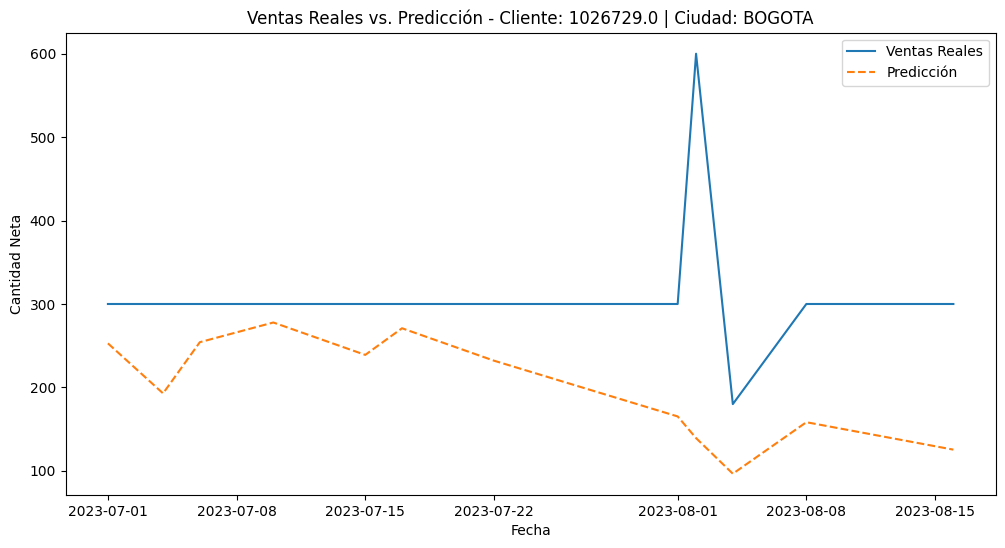 Ventas Reales vs. Predicción - Cliente: 1026729.0 | Ciudad: BOGOTA
Ventas Reales
Predicción
600
500
400
300
200
100
Cantidad Neta
2023-07-01 2023-07-08 2023-07-15 2023-07-22 2023-08-01 2023-08-08 2023-08-15
Fecha